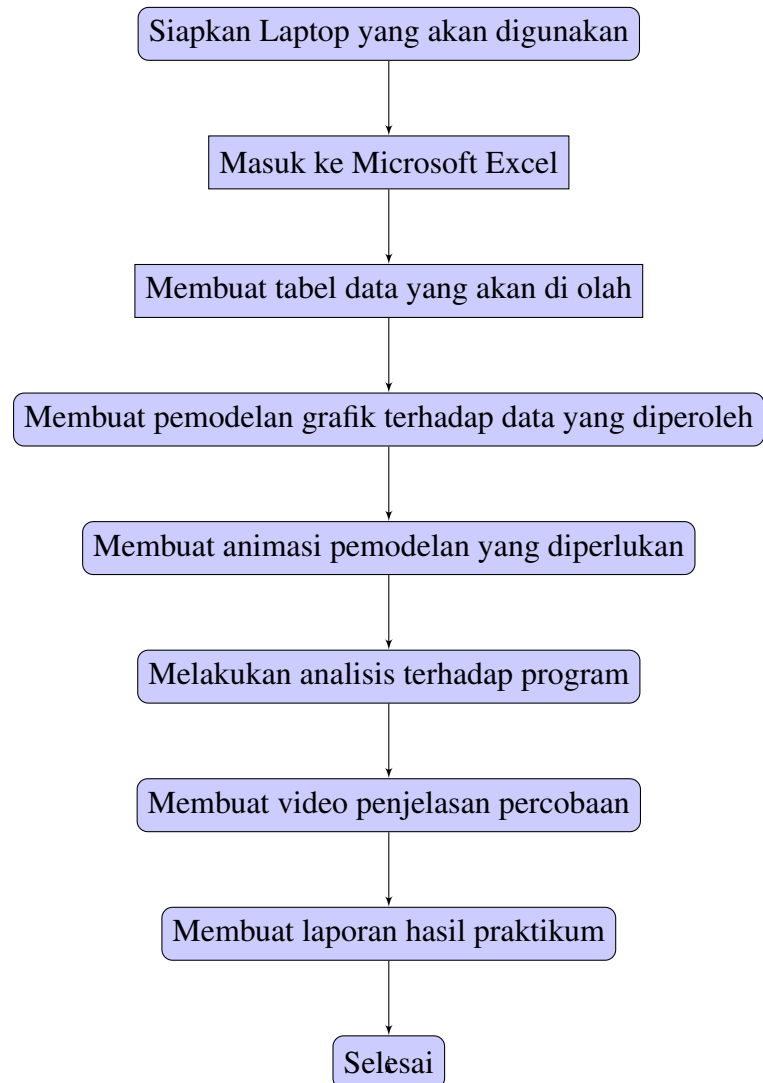 Siapkan Laptop yang akan digunakan
Masuk ke Microsoft Excel
Membuat tabel data yang akan di olah
Membuat pemodelan grafik terhadap data yang diperoleh
Membuat animasi pemodelan yang diperlukan
Melakukan analisis terhadap program
Membuat video penjelasan percobaan
Membuat laporan hasil praktikum
Selesai